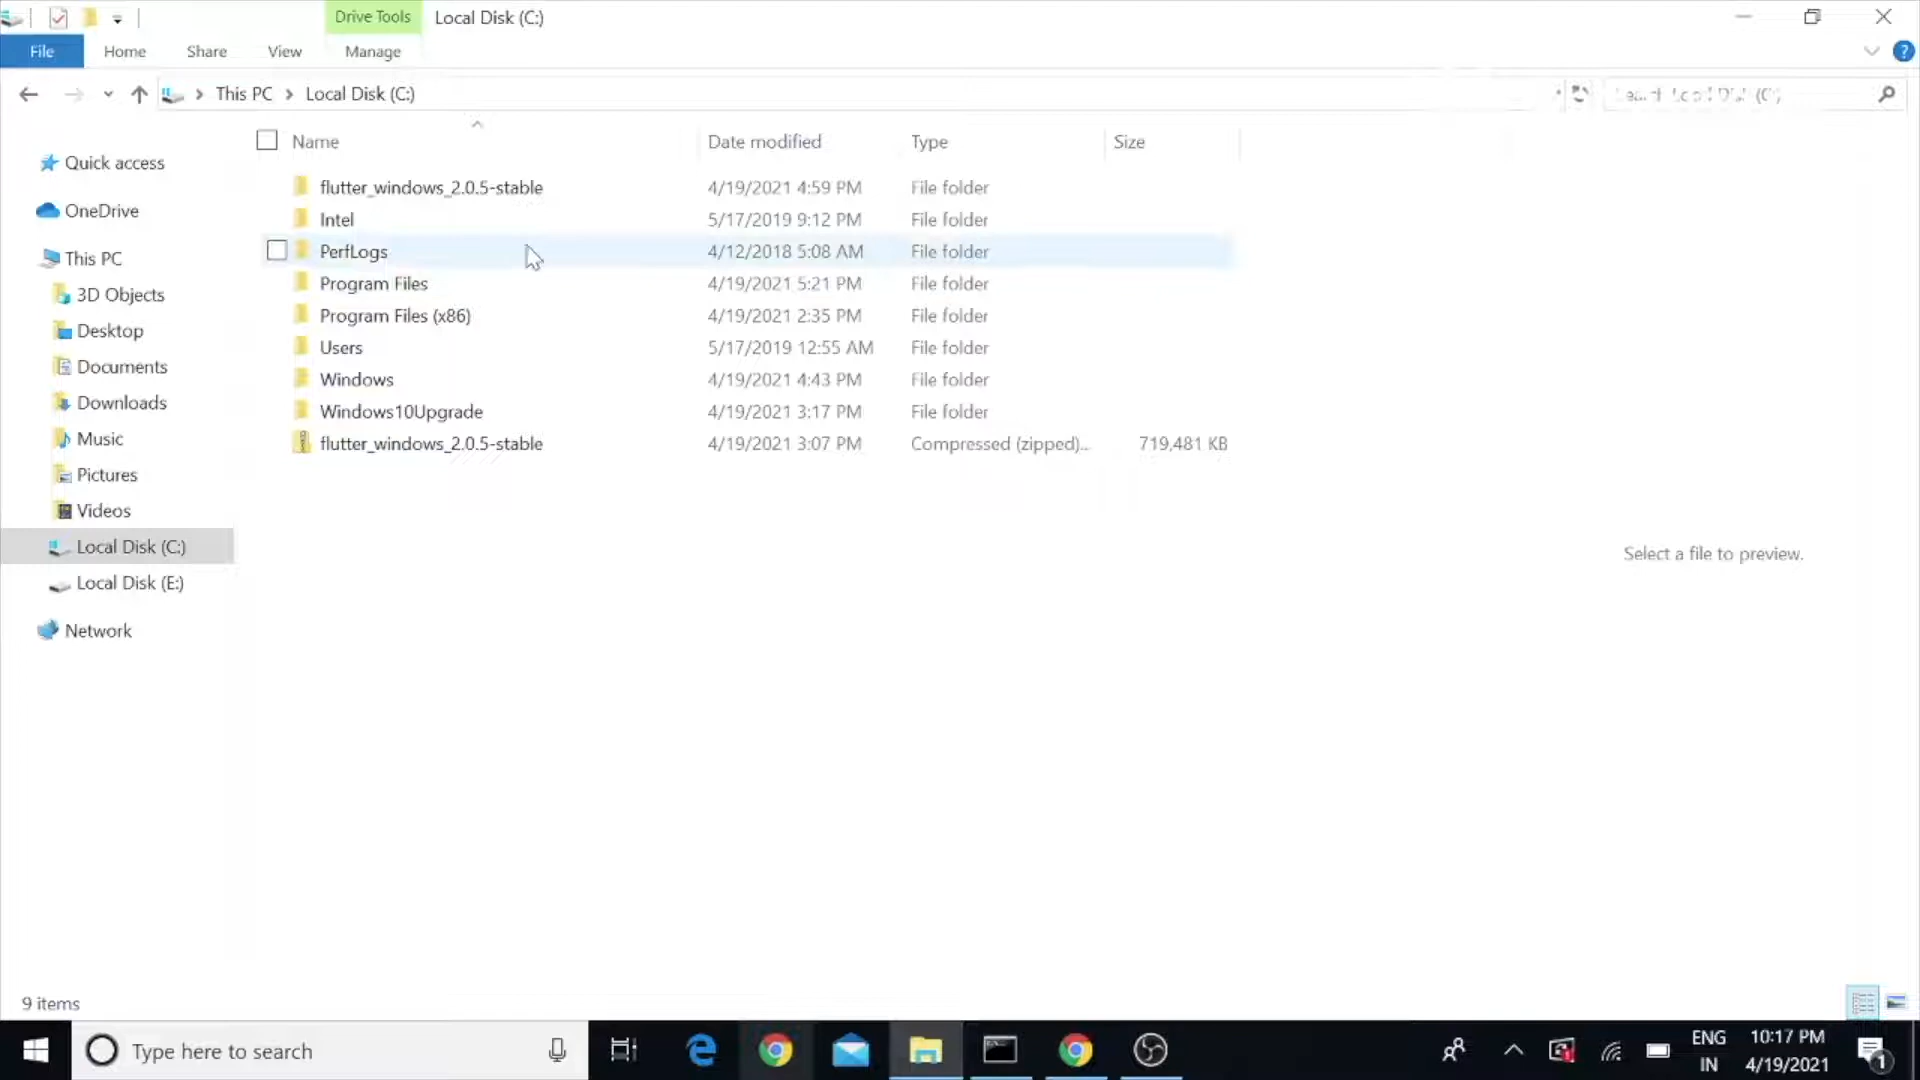 Drive Tools
Local Disk (C:)
File
Home
Share
View
Manage
This PC
Local Disk (C:)
Name
Date modified
Type
Size
Quick access
OneDrive
This PC
3D Objects
Desktop
Documents
Downloads
Music
Pictures
Videos
Local Disk (C:)
Local Disk (E:)
Network
flutter_windows_2.0.5-stable 4/19/2021 4:59 PM File folder
Intel 5/17/2019 9:12 PM File folder
PerfLogs 4/12/2018 5:08 AM File folder
Program Files 4/19/2021 5:21 PM File folder
Program Files (x86) 4/19/2021 2:35 PM File folder
Users 5/17/2019 12:55 AM File folder
Windows 4/19/2021 4:43 PM File folder
Windows10Upgrade 4/19/2021 3:17 PM File folder
flutter_windows_2.0.5-stable 4/19/2021 3:07 PM Compressed (zipped)... 719,481 KB
Select a file to preview.
9 items
Type here to search
ENG
IN
10:17 PM
4/19/2021
1